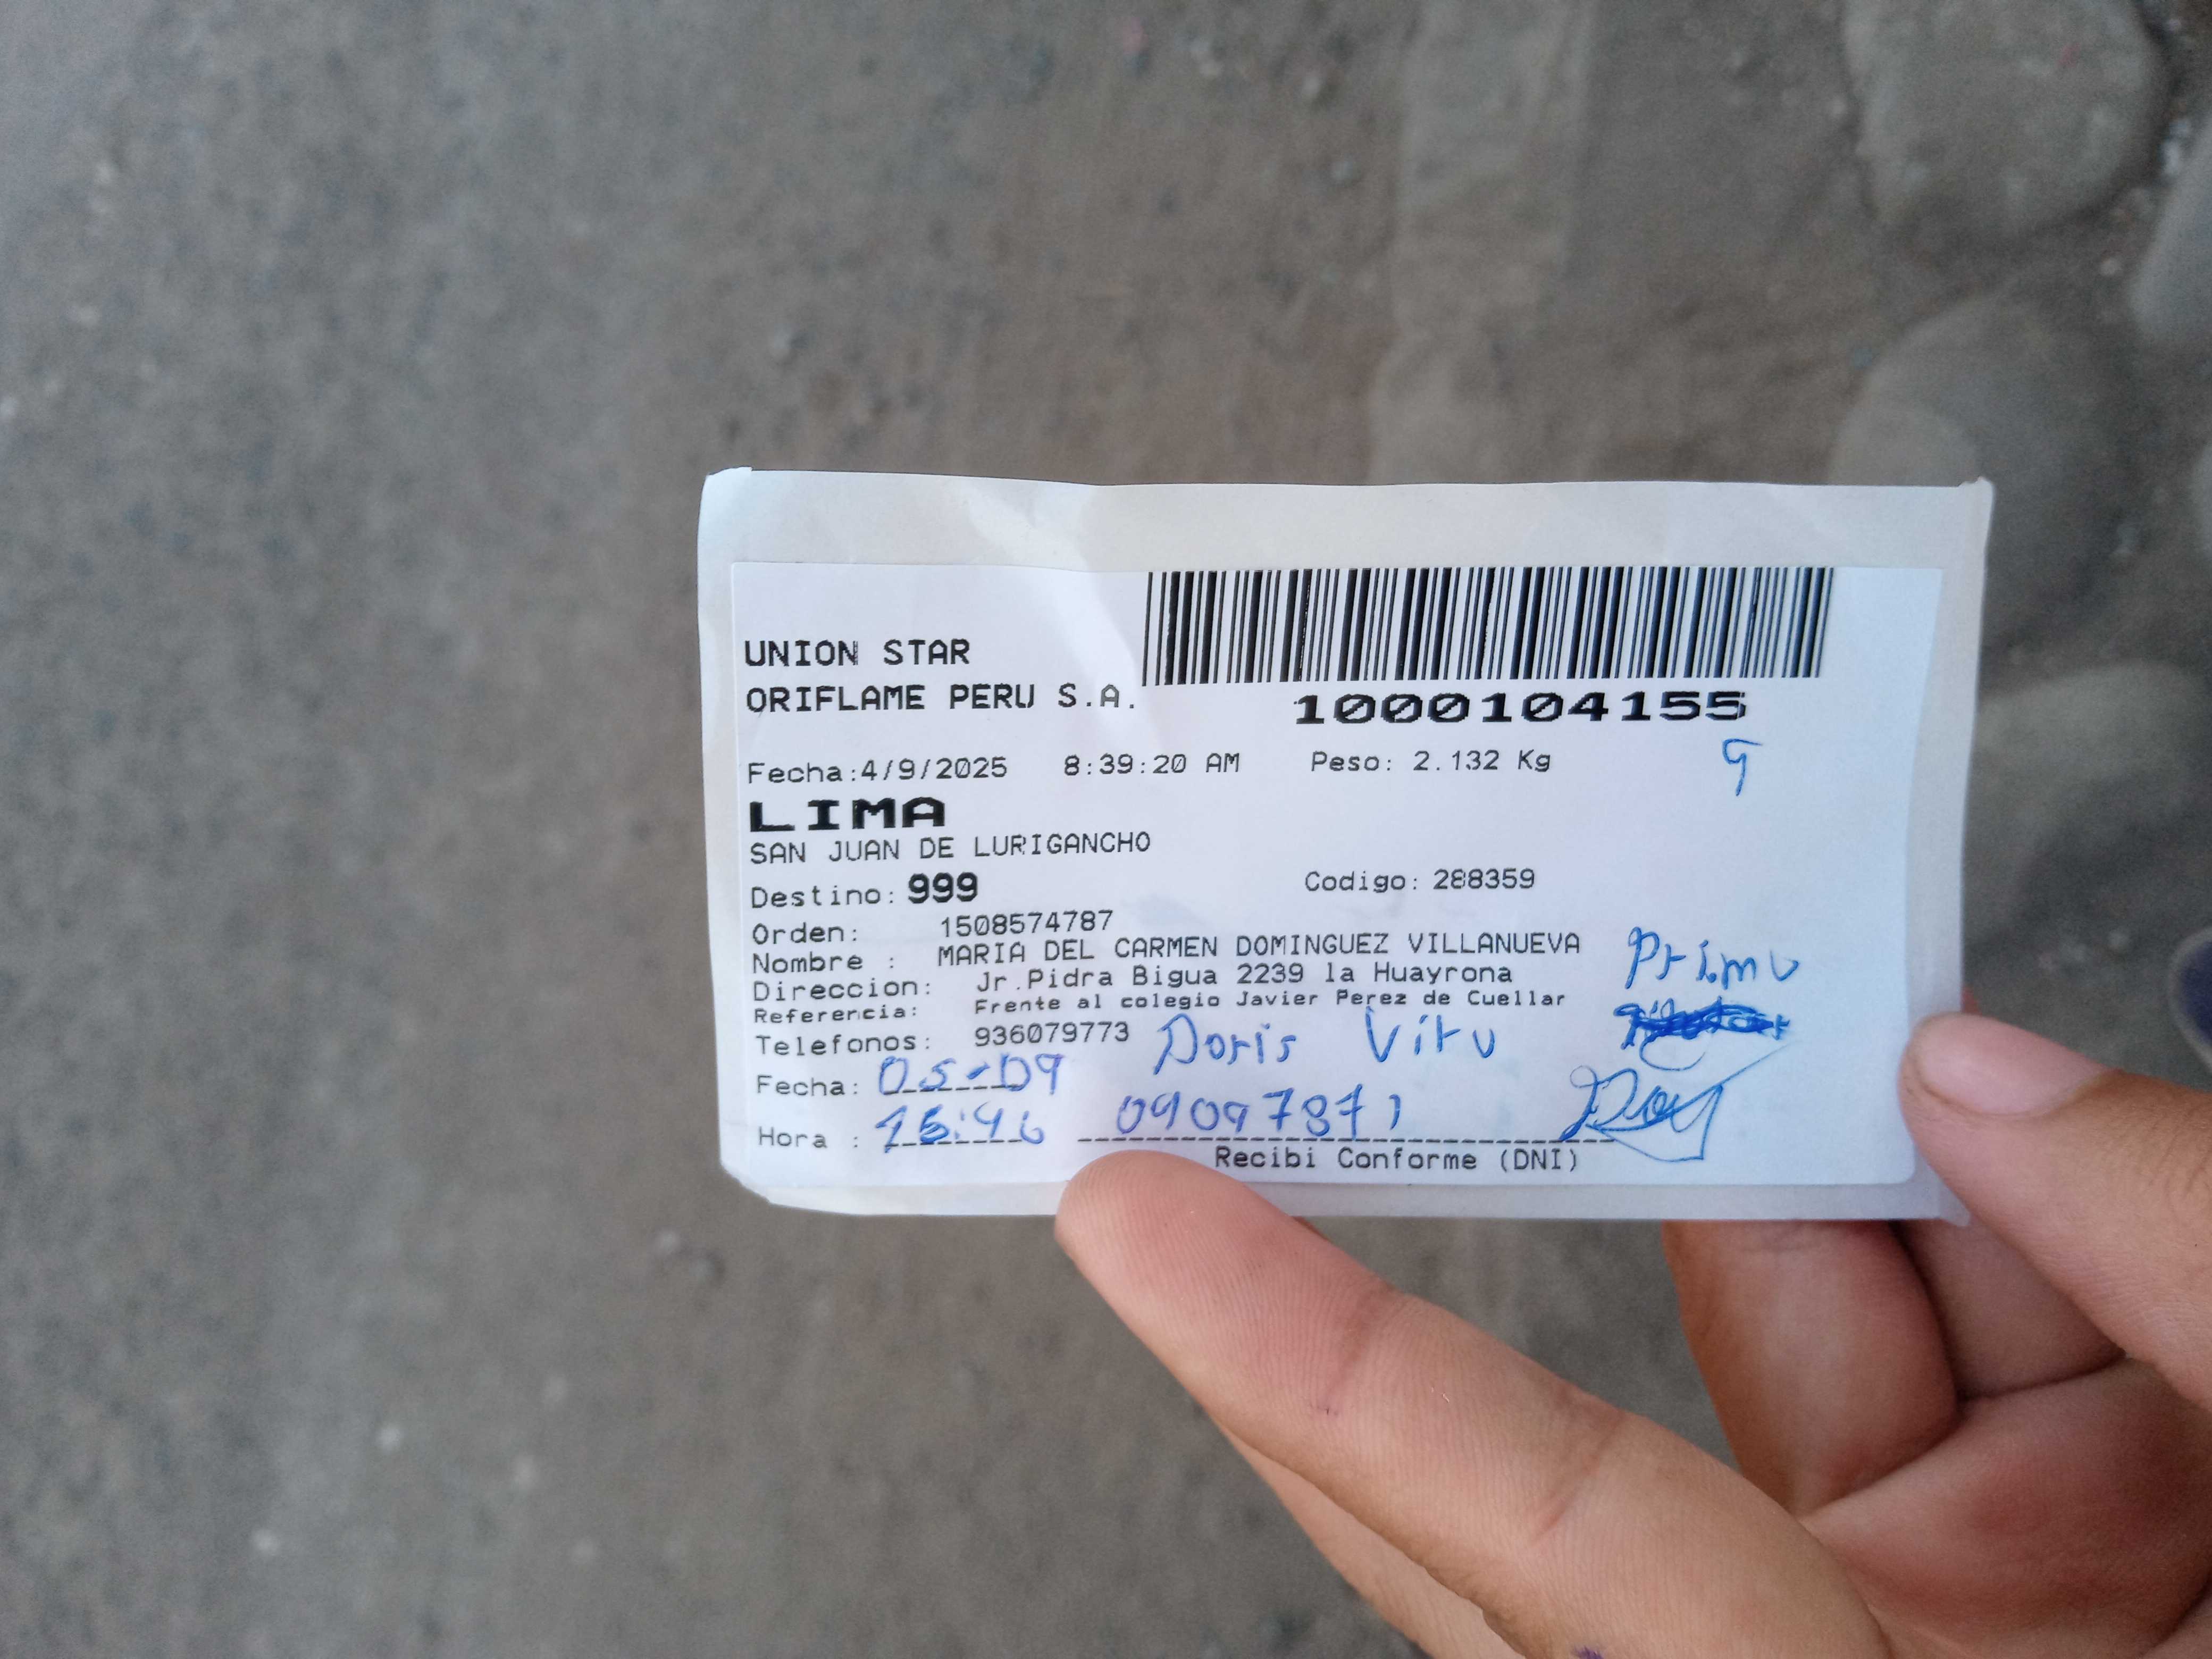 UNION STAR
ORIFLAME PERU S.A.
1000104155
9
Fecha:4/9/2025 8:39:20 AM Peso: 2.132 Kg
LIMA
SAN JUAN DE LURIGANCHO
Destino: 999 Codigo: 288359
Orden: 1508574787
Nombre : MARIA DEL CARMEN DOMINGUEZ VILLANUEVA
Direccion: Jr.Pidra Bigua 2239 la Huayrona
Referencia: Frente al colegio Javier Perez de Cuellar
Primo
Telefonos: 936079773 Doris Vitu
Fecha: 05-09
Hora : 09097871
Recibi Conforme (DNI)